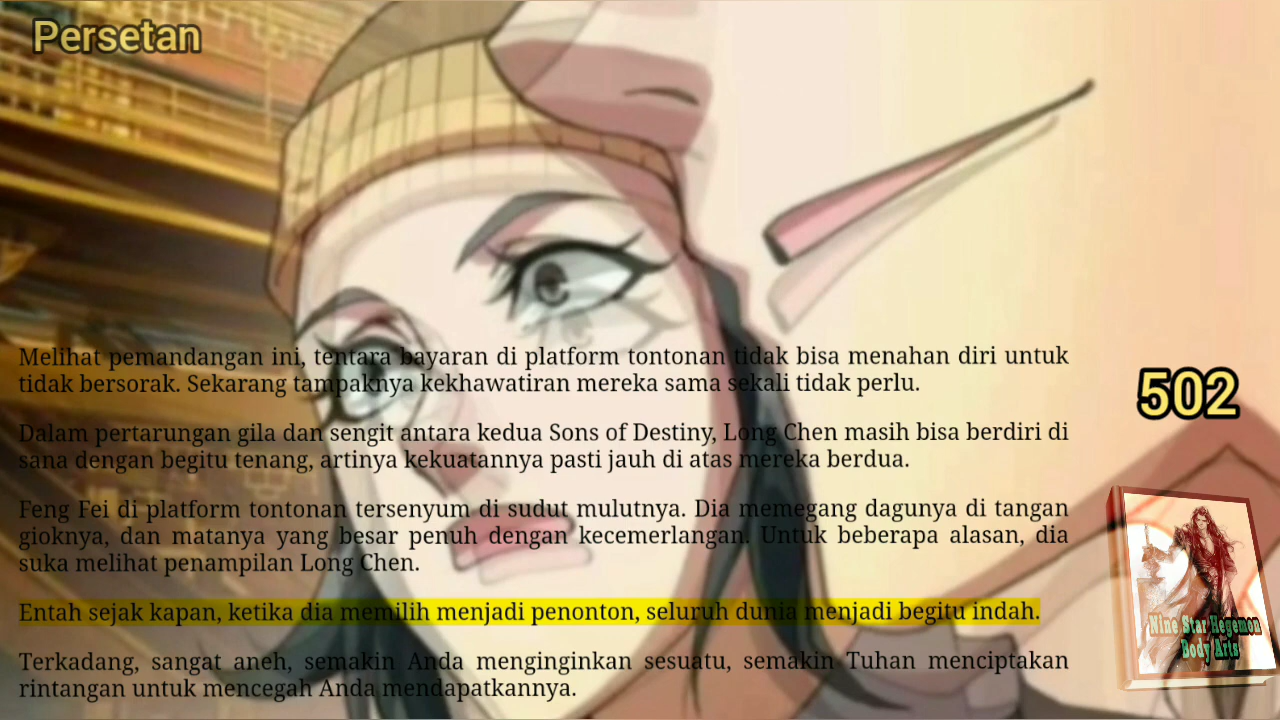 Persetan
Melihat pemandangan ini, tentara bayaran di platform tontonan tidak bisa menahan diri untuk
tidak bersorak. Sekarang tampaknya kekhawatiran mereka sama sekali tidak perlu.
Dalam pertarungan gila dan sengit antara kedua Sons of Destiny, Long Chen masih bisa berdiri di
sana dengan begitu tenang, artinya kekuatannya pasti jauh di atas mereka berdua.
Feng Fei di platform tontonan tersenyum di sudut mulutnya. Dia memegang dagunya di tangan
gioknya, dan matanya yang besar penuh dengan kecemerlangan. Untuk beberapa alasan, dia
suka melihat penampilan Long Chen.
Entah sejak kapan, ketika dia memilih menjadi penonton, seluruh dunia menjadi begitu indah.
Terkadang, sangat aneh, semakin Anda menginginkan sesuatu, semakin Tuhan menciptakan
rintangan untuk mencegah Anda mendapatkannya.
502
Nine Star Hegemon
Body Arts